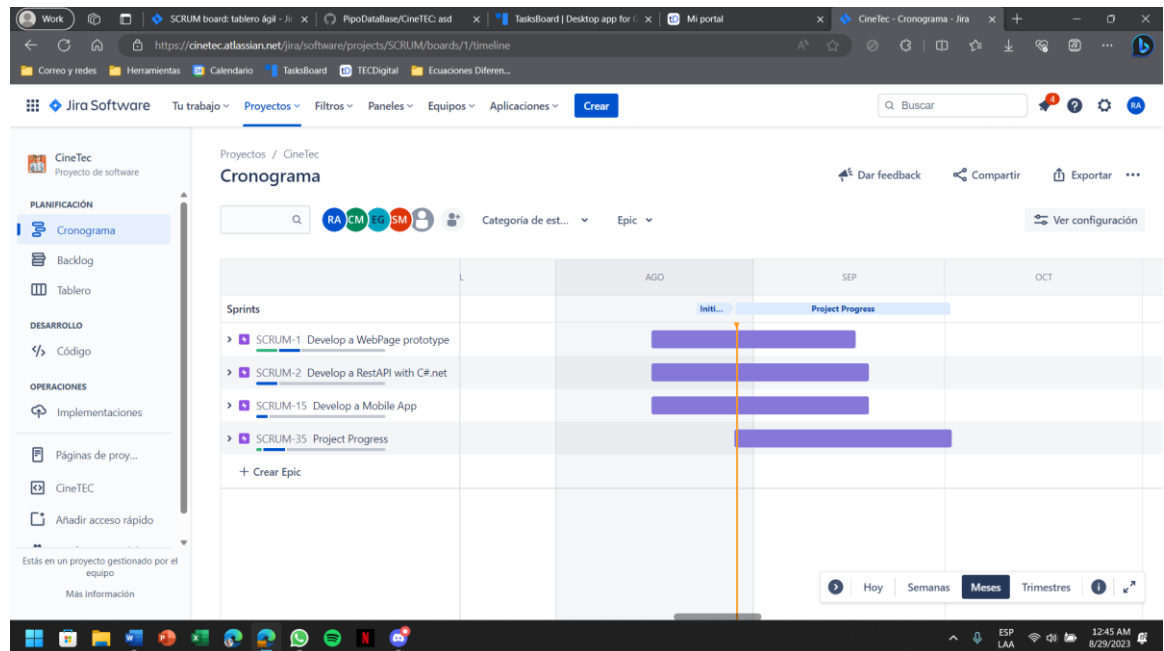 Work
SCRUM board: tablero ágil - Jir
PipoDataBase/CineTEC: asd
TasksBoard | Desktop app for G
Mi portal
CineTec - Cronograma - Jira
https://cinetec.atlassian.net/jira/software/projects/SCRUM/boards/1/timeline
Correo y redes Herramientas Calendario TasksBoard TECDigital Ecuaciones Diferen...
Jira Software Tu trabajo Proyectos Filtros Paneles Equipos Aplicaciones Crear Buscar 4 RA
CineTec
Proyecto de software
PLANIFICACIÓN
Cronograma
Backlog
Tablero
DESARROLLO
Código
OPERACIONES
Implementaciones
Páginas de proy...
CineTEC
Añadir acceso rápido
Estás en un proyecto gestionado por el
equipo
Más información
Proyectos / CineTec
Cronograma
Dar feedback Compartir Exportar
RA CM EG SM Categoría de est... Epic Ver configuración
L AGO SEP OCT
Sprints Initi... Project Progress
SCRUM-1 Develop a WebPage prototype
SCRUM-2 Develop a RestAPI with C#.net
SCRUM-15 Develop a Mobile App
SCRUM-35 Project Progress
+ Crear Epic
Hoy Semanas Meses Trimestres
ESP
LAA
12:45 AM
8/29/2023